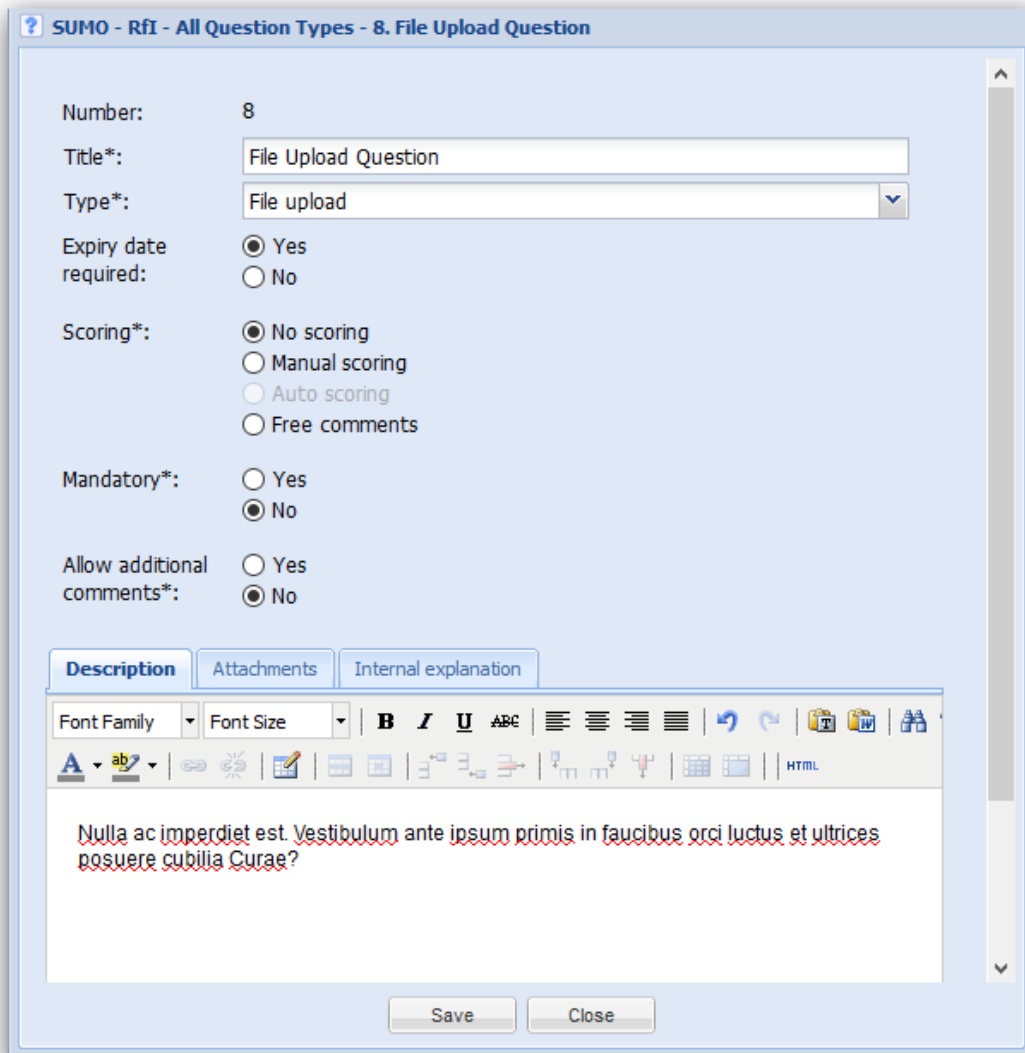 SUMO - RfI - All Question Types - 8. File Upload Question
Number: 8
Title*: File Upload Question
Type*: File upload
Expiry date required:
Yes
No
Scoring*:
No scoring
Manual scoring
Auto scoring
Free comments
Mandatory*:
Yes
No
Allow additional comments*:
Yes
No
Description Attachments Internal explanation
Font Family Font Size B I U ABC T W
A ab HTML
Nulla ac imperdiet est. Vestibulum ante ipsum primis in faucibus orci luctus et ultrices
posuere cubilia Curae?
Save Close